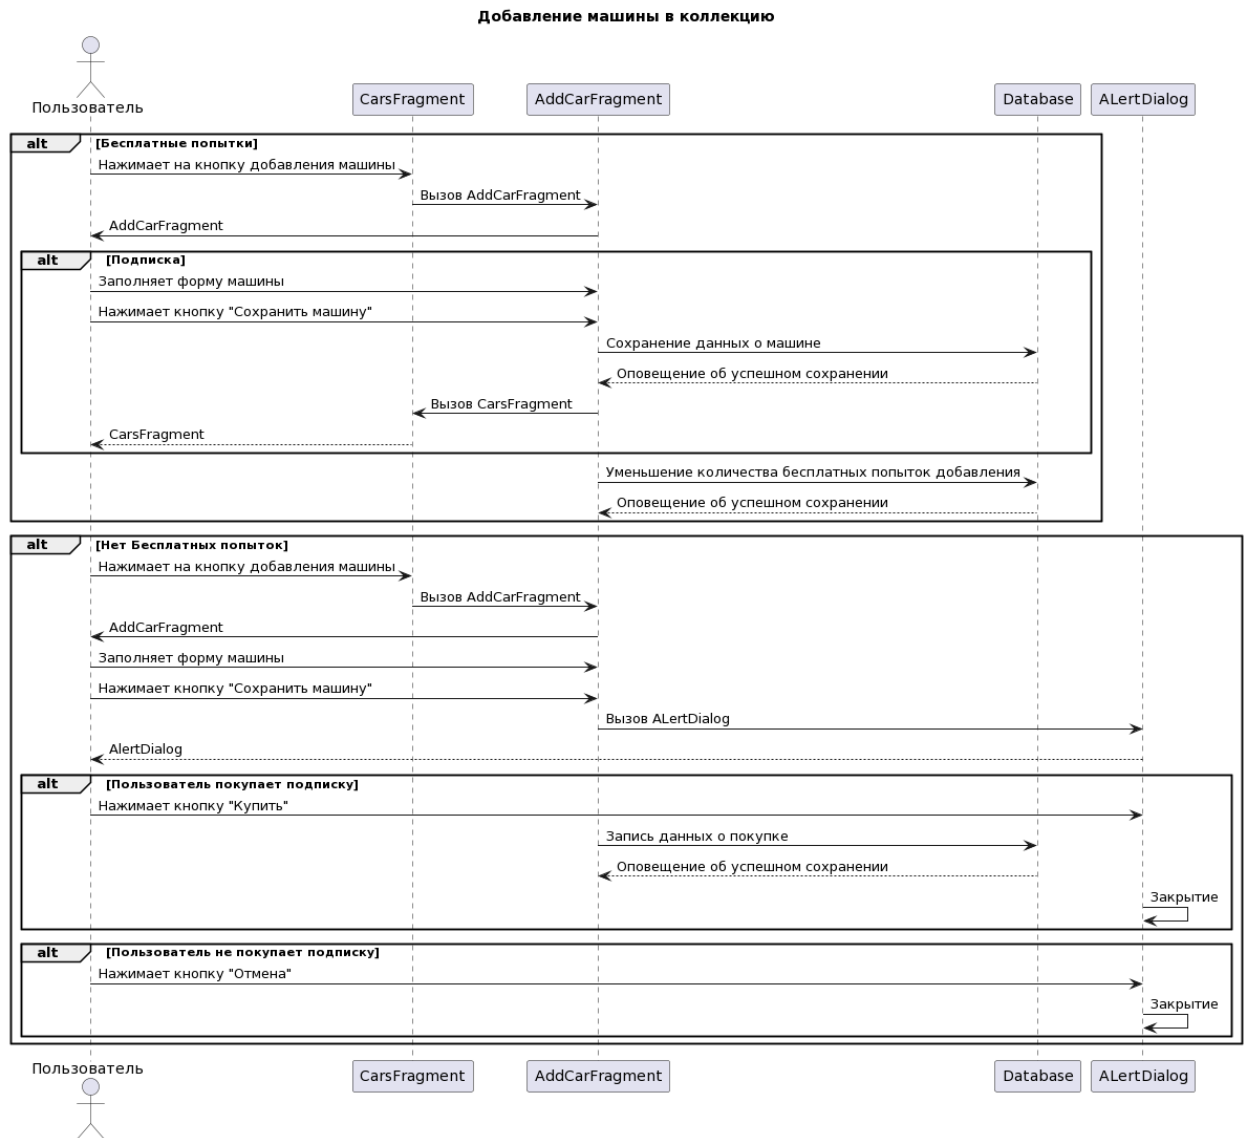 Добавление машины в коллекцию
Пользователь
CarsFragment
AddCarFragment
Database
ALertDialog
alt
[Бесплатные попытки]
Нажимает на кнопку добавления машины
Вызов AddCarFragment
AddCarFragment
alt
[Подписка]
Заполняет форму машины
Нажимает кнопку "Сохранить машину"
Сохранение данных о машине
Оповещение об успешном сохранении
Вызов CarsFragment
CarsFragment
Уменьшение количества бесплатных попыток добавления
Оповещение об успешном сохранении
alt
[Нет Бесплатных попыток]
Нажимает на кнопку добавления машины
Вызов AddCarFragment
AddCarFragment
Заполняет форму машины
Нажимает кнопку "Сохранить машину"
Вызов ALertDialog
AlertDialog
alt
[Пользователь покупает подписку]
Нажимает кнопку "Купить"
Запись данных о покупке
Оповещение об успешном сохранении
Закрытие
alt
[Пользователь не покупает подписку]
Нажимает кнопку "Отмена"
Закрытие
Пользователь
CarsFragment
AddCarFragment
Database
ALertDialog